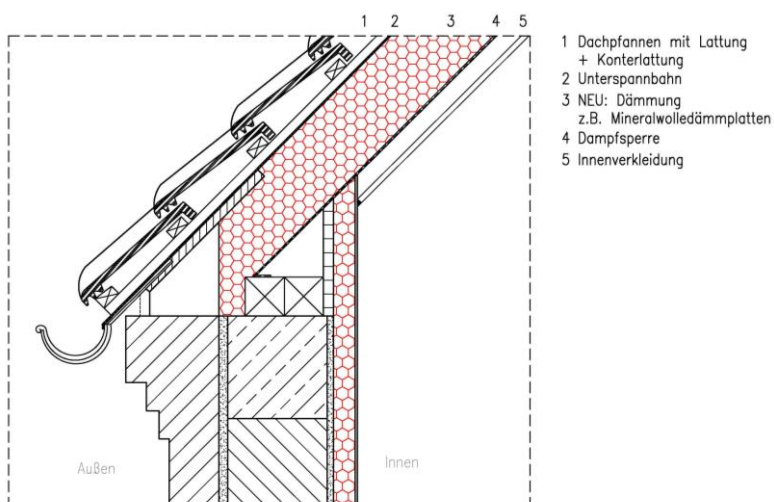 1 2 3 4 5
1 Dachpfannen mit Lattung
+ Konterlattung
2 Unterspannbahn
3 NEU: Dämmung
z.B. Mineralwolledämmplatten
4 Dampfsperre
5 Innenverkleidung
Außen
Innen